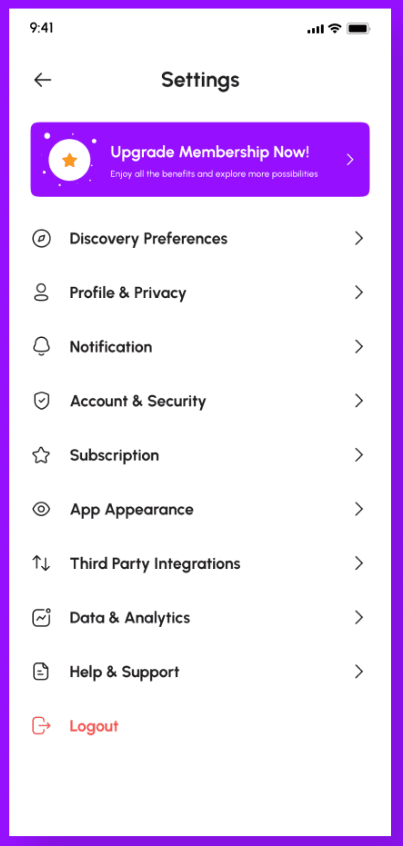 9:41
Settings
Upgrade Membership Now!
Enjoy all the benefits and explore more possibilities
Discovery Preferences
Profile & Privacy
Notification
Account & Security
Subscription
App Appearance
Third Party Integrations
Data & Analytics
Help & Support
Logout